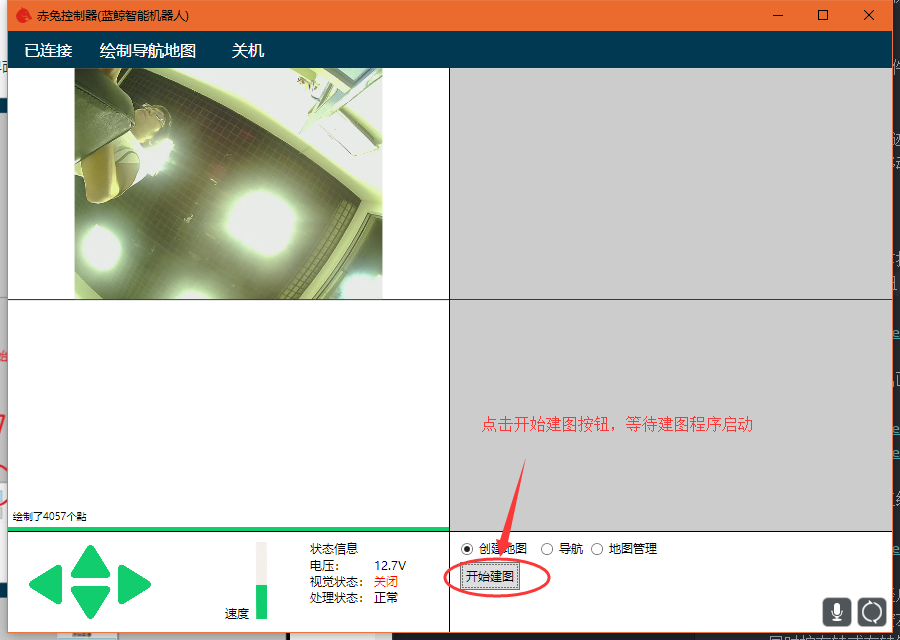 赤兔控制器(蓝鲸智能机器人)
已连接 绘制导航地图 关机
点击开始建图按钮，等待建图程序启动
绘制了4057个點
状态信息
电压： 12.7V
视觉状态： 关闭
处理状态： 正常
速度
创建地图 导航 地图管理
开始建图